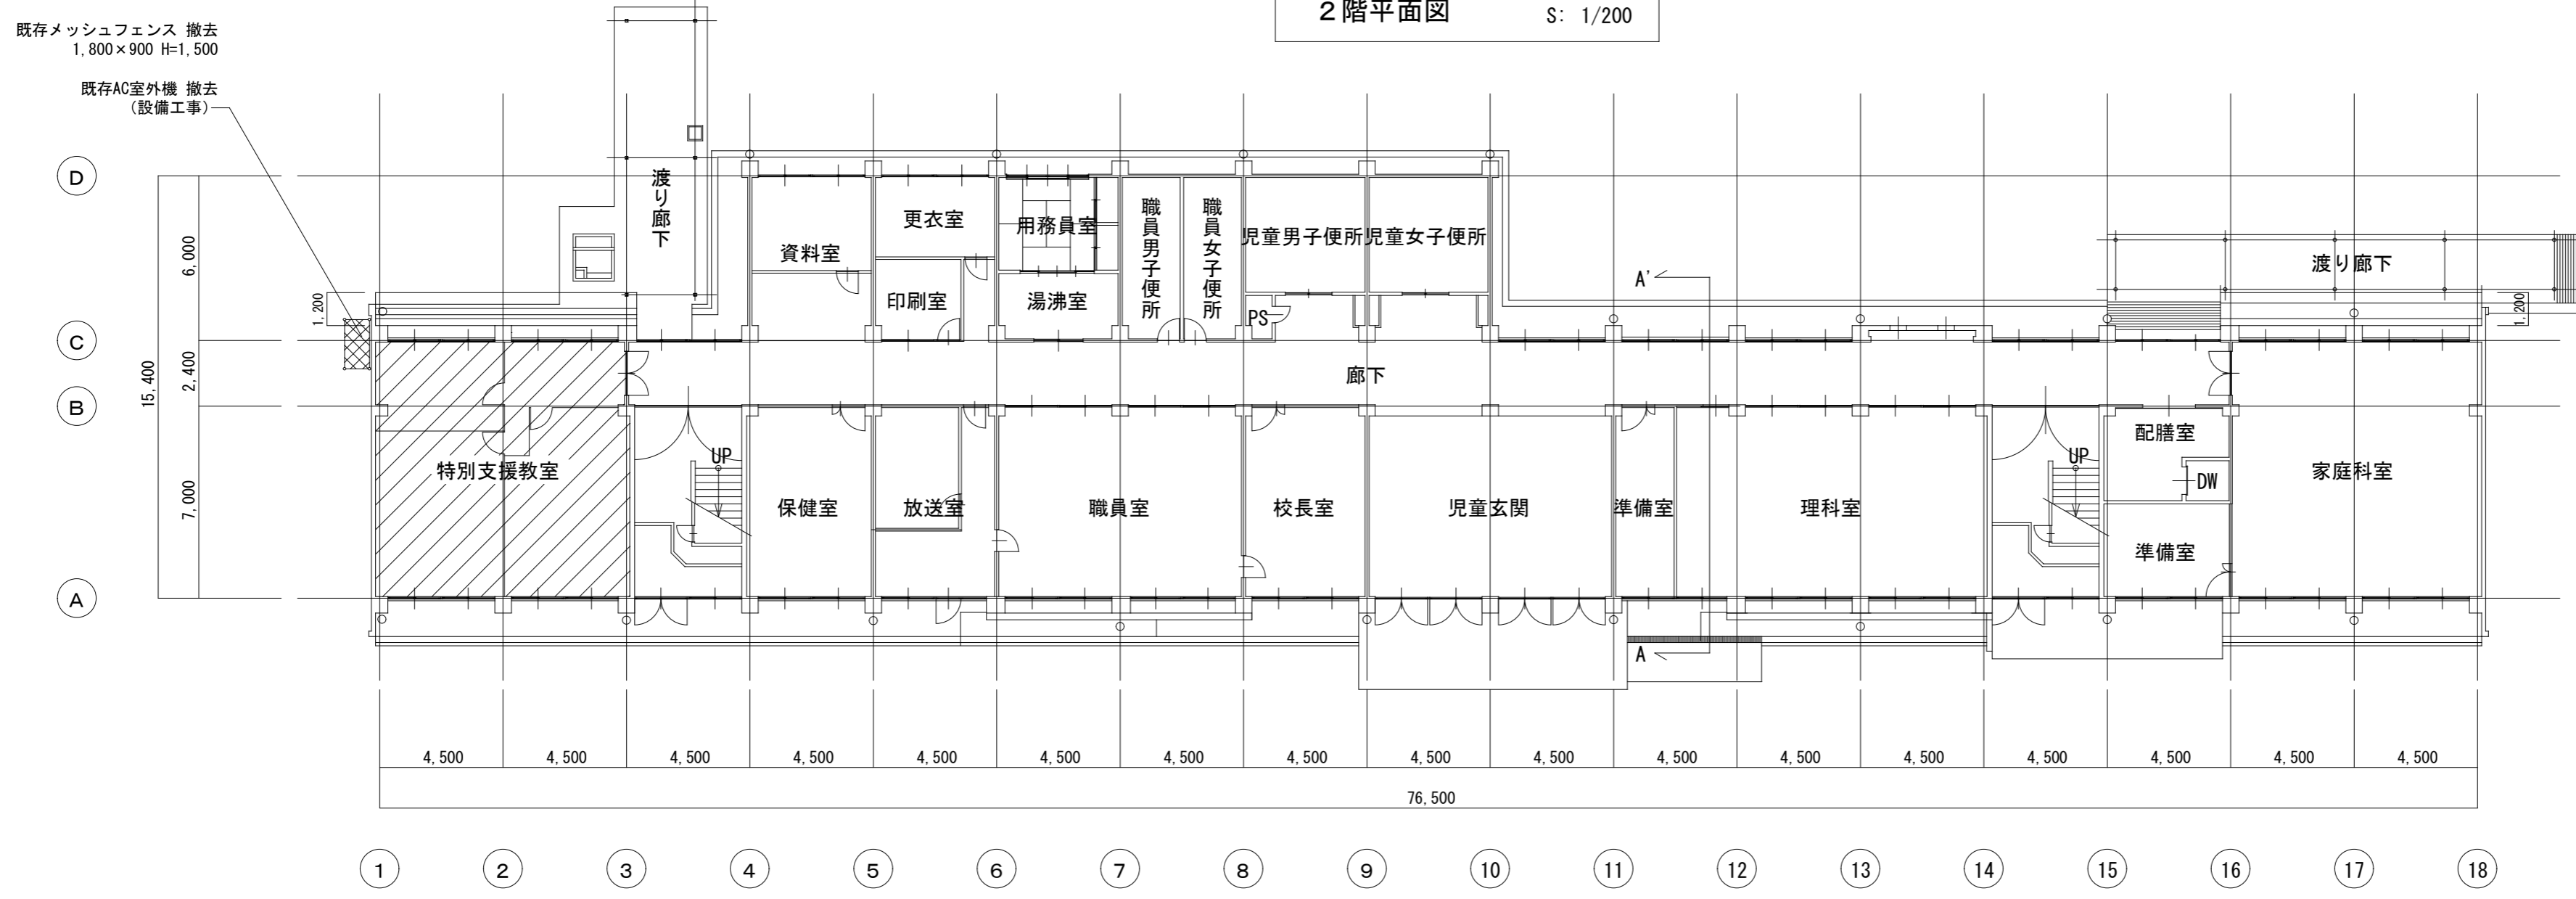 ２階平面図 S: 1/200
既存メッシュフェンス 撤去
1,800×900 H=1,500
既存AC室外機 撤去
(設備工事)
D
C
B
A
15,400
6,000
2,400
7,000
1,200
渡り廊下
資料室
更衣室
印刷室
用務員室
湯沸室
職員男子便所
職員女子便所
児童男子便所
児童女子便所
PS
A'
渡り廊下
1,200
廊下
特別支援教室
UP
保健室
放送室
職員室
校長室
児童玄関
準備室
理科室
UP
配膳室
DW
準備室
家庭科室
A
4,500 4,500 4,500 4,500 4,500 4,500 4,500 4,500 4,500 4,500 4,500 4,500 4,500 4,500 4,500 4,500 4,500
76,500
1 2 3 4 5 6 7 8 9 10 11 12 13 14 15 16 17 18